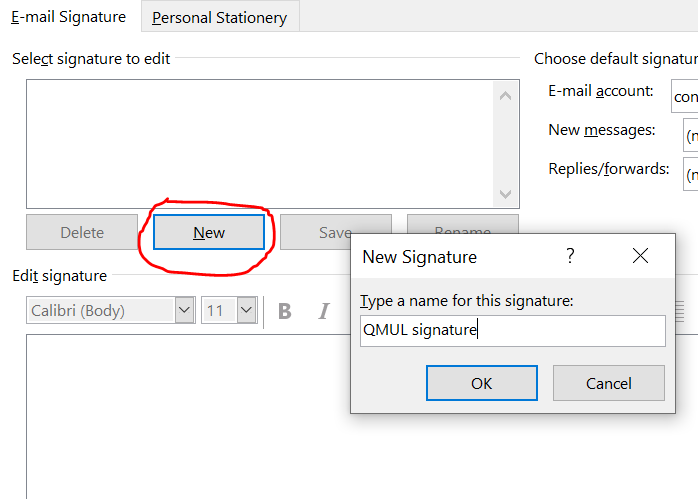 E-mail Signature
Personal Stationery
Select signature to edit
Choose default signatur
E-mail account:
con
New messages:
(n
Replies/forwards:
(n
Delete
New
Save
Rename
Edit signature
Calibri (Body)
11
B
I
New Signature
?
Type a name for this signature:
QMUL signature
OK
Cancel